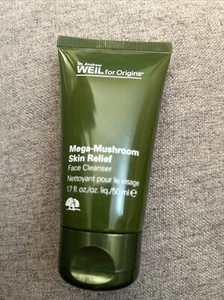 Dr. Andrew
WEIL for Origins™
Mega-Mushroom
Skin Relief
Face Cleanser
Nettoyant pour le visage
1.7 fl.oz./oz. liq./50ml ℮